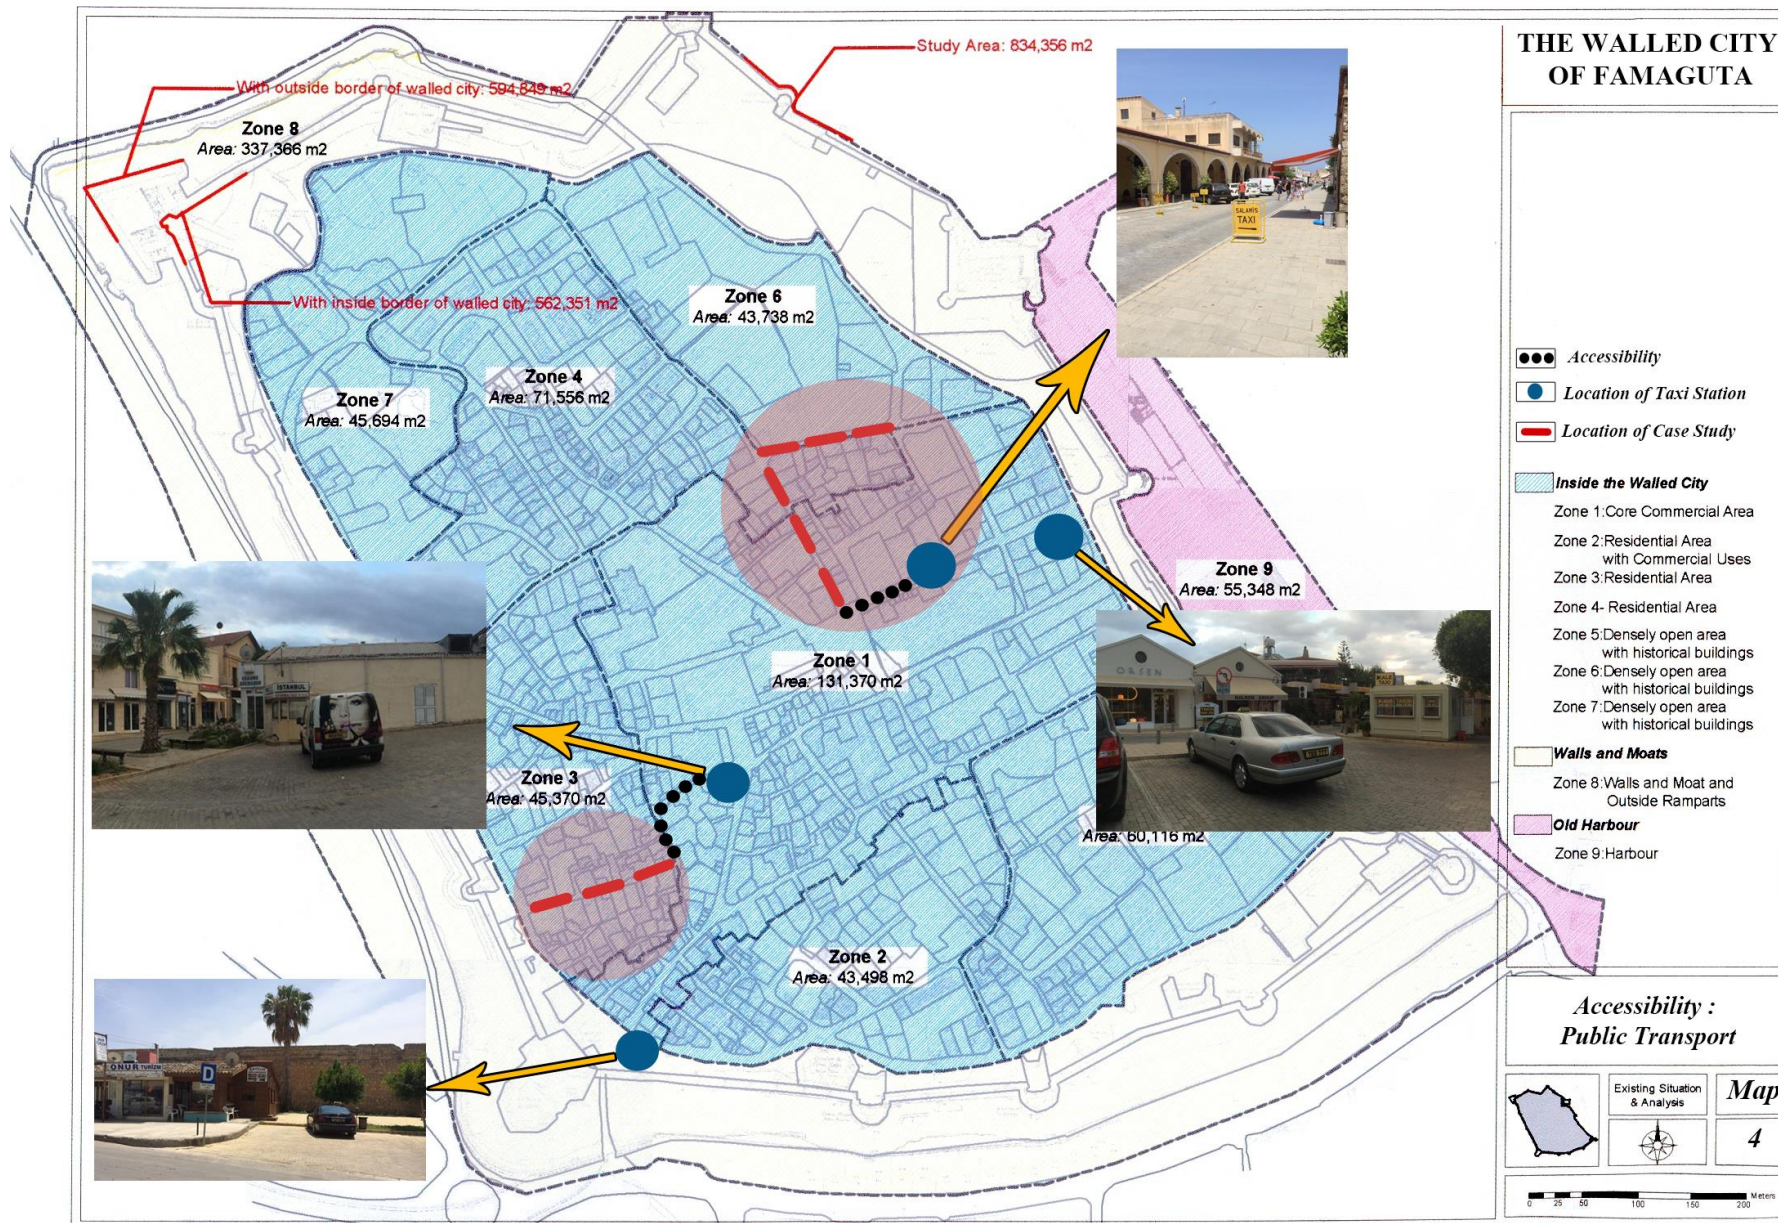 THE WALLED CITY
OF FAMAGUTA
Study Area: 834,356 m2
With outside border of walled city: 594,849 m2
Zone 8
Area: 337,366 m2
With inside border of walled city: 562,351 m2
Zone 6
Area: 43,738 m2
Zone 4
Area: 71,556 m2
Zone 7
Area: 45,694 m2
SALAMIS
TAXI
Zone 9
Area: 55,348 m2
Zone 1
Area: 131,370 m2
ORSEN
TAXI
ISTANBUL
Zone 3
Area: 45,370 m2
Area: 60,116 m2
Zone 2
Area: 43,498 m2
ONUR TURİZM
D
Accessibility
Location of Taxi Station
Location of Case Study
Inside the Walled City
Zone 1:Core Commercial Area
Zone 2:Residential Area
with Commercial Uses
Zone 3:Residential Area
Zone 4- Residential Area
Zone 5:Densely open area
with historical buildings
Zone 6:Densely open area
with historical buildings
Zone 7:Densely open area
with historical buildings
Walls and Moats
Zone 8:Walls and Moat and
Outside Ramparts
Old Harbour
Zone 9:Harbour
Accessibility :
Public Transport
Existing Situation
& Analysis
Map
4
0 25 50 100 150 200 Meters